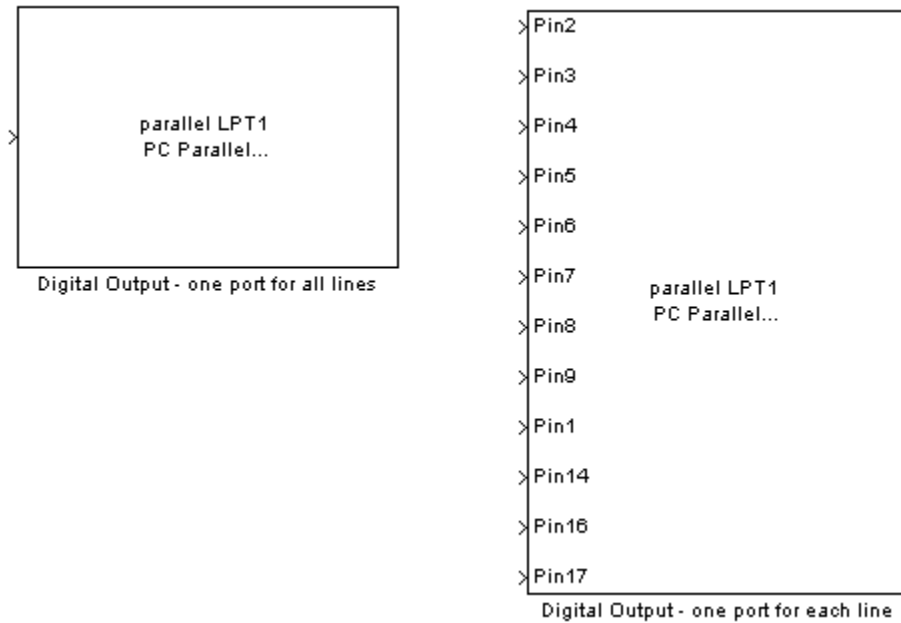 parallel LPT1
PC Parallel...
Digital Output - one port for all lines
Pin2
Pin3
Pin4
Pin5
Pin6
Pin7
Pin8
Pin9
Pin1
Pin14
Pin16
Pin17
parallel LPT1
PC Parallel...
Digital Output - one port for each line